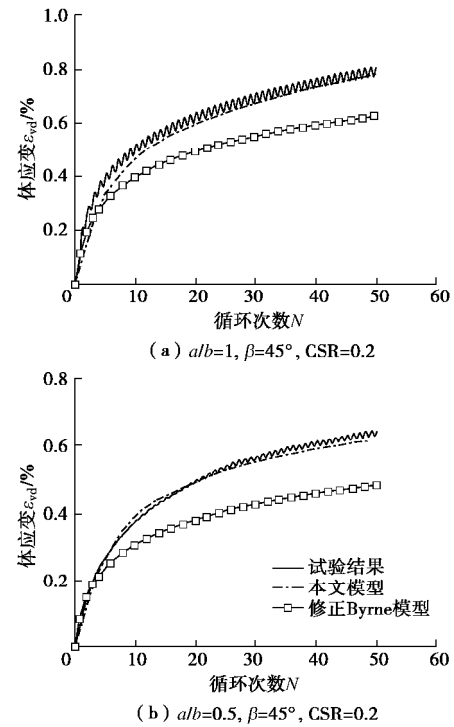 1.0
0.8
0.6
0.4
0.2
体应变εvd/%
0 10 20 30 40 50 60
循环次数N
(a) a/b=1, β=45°, CSR=0.2
0.8
0.6
0.4
0.2
体应变εvd/%
试验结果
本文模型
修正Byrne模型
0 10 20 30 40 50 60
循环次数N
(b) a/b=0.5, β=45°, CSR=0.2